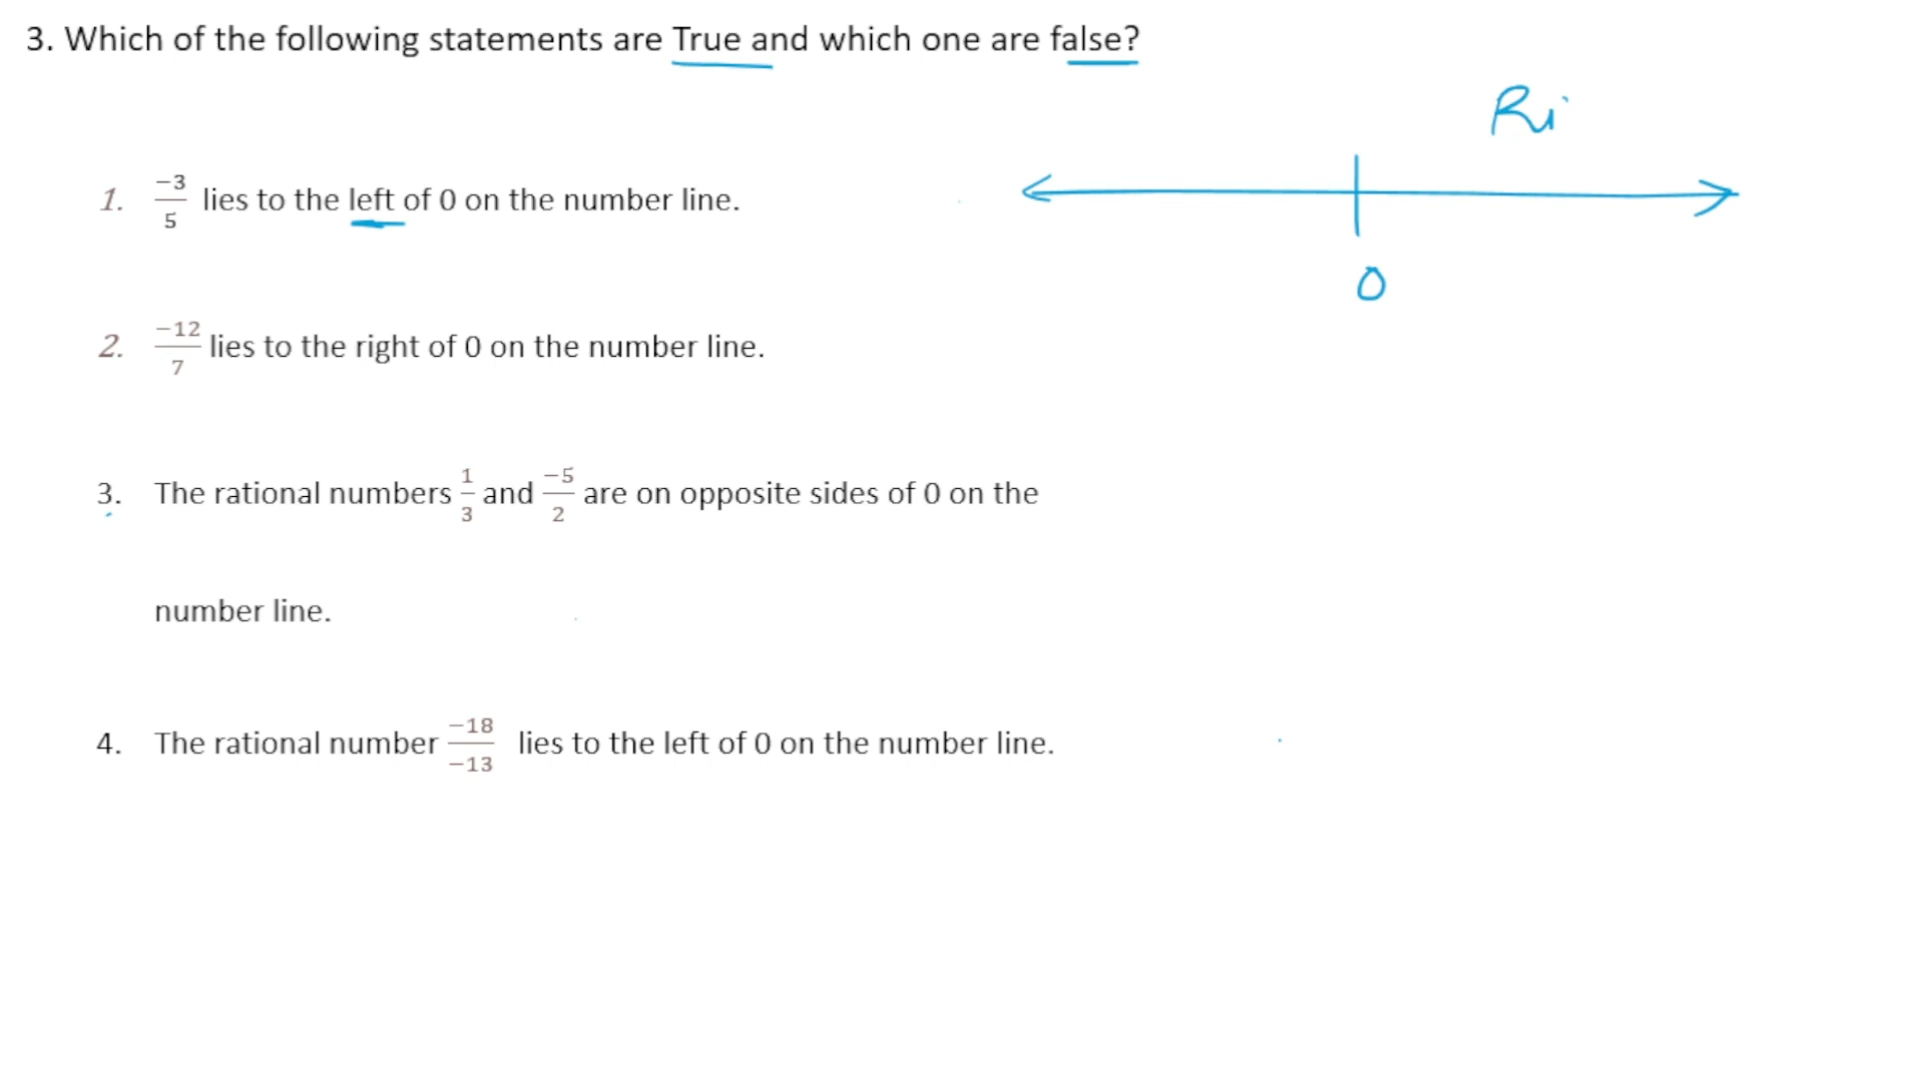 3. Which of the following statements are True and which one are false?
Ri
1. −3/5 lies to the left of 0 on the number line.
0
2. −12/7 lies to the right of 0 on the number line.
3. The rational numbers 1/3 and −5/2 are on opposite sides of 0 on the
number line.
4. The rational number −18/−13 lies to the left of 0 on the number line.